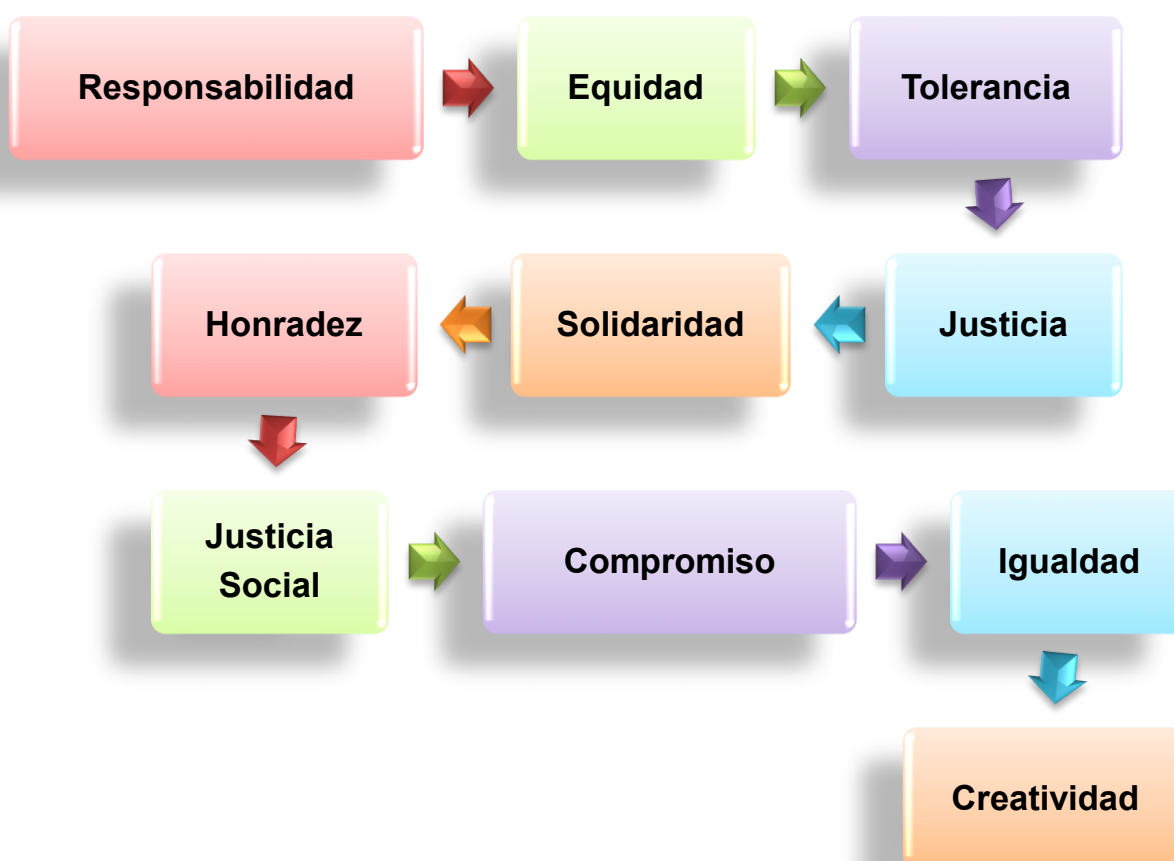 Responsabilidad
Equidad
Tolerancia
Justicia
Solidaridad
Honradez
Justicia
Social
Compromiso
Igualdad
Creatividad